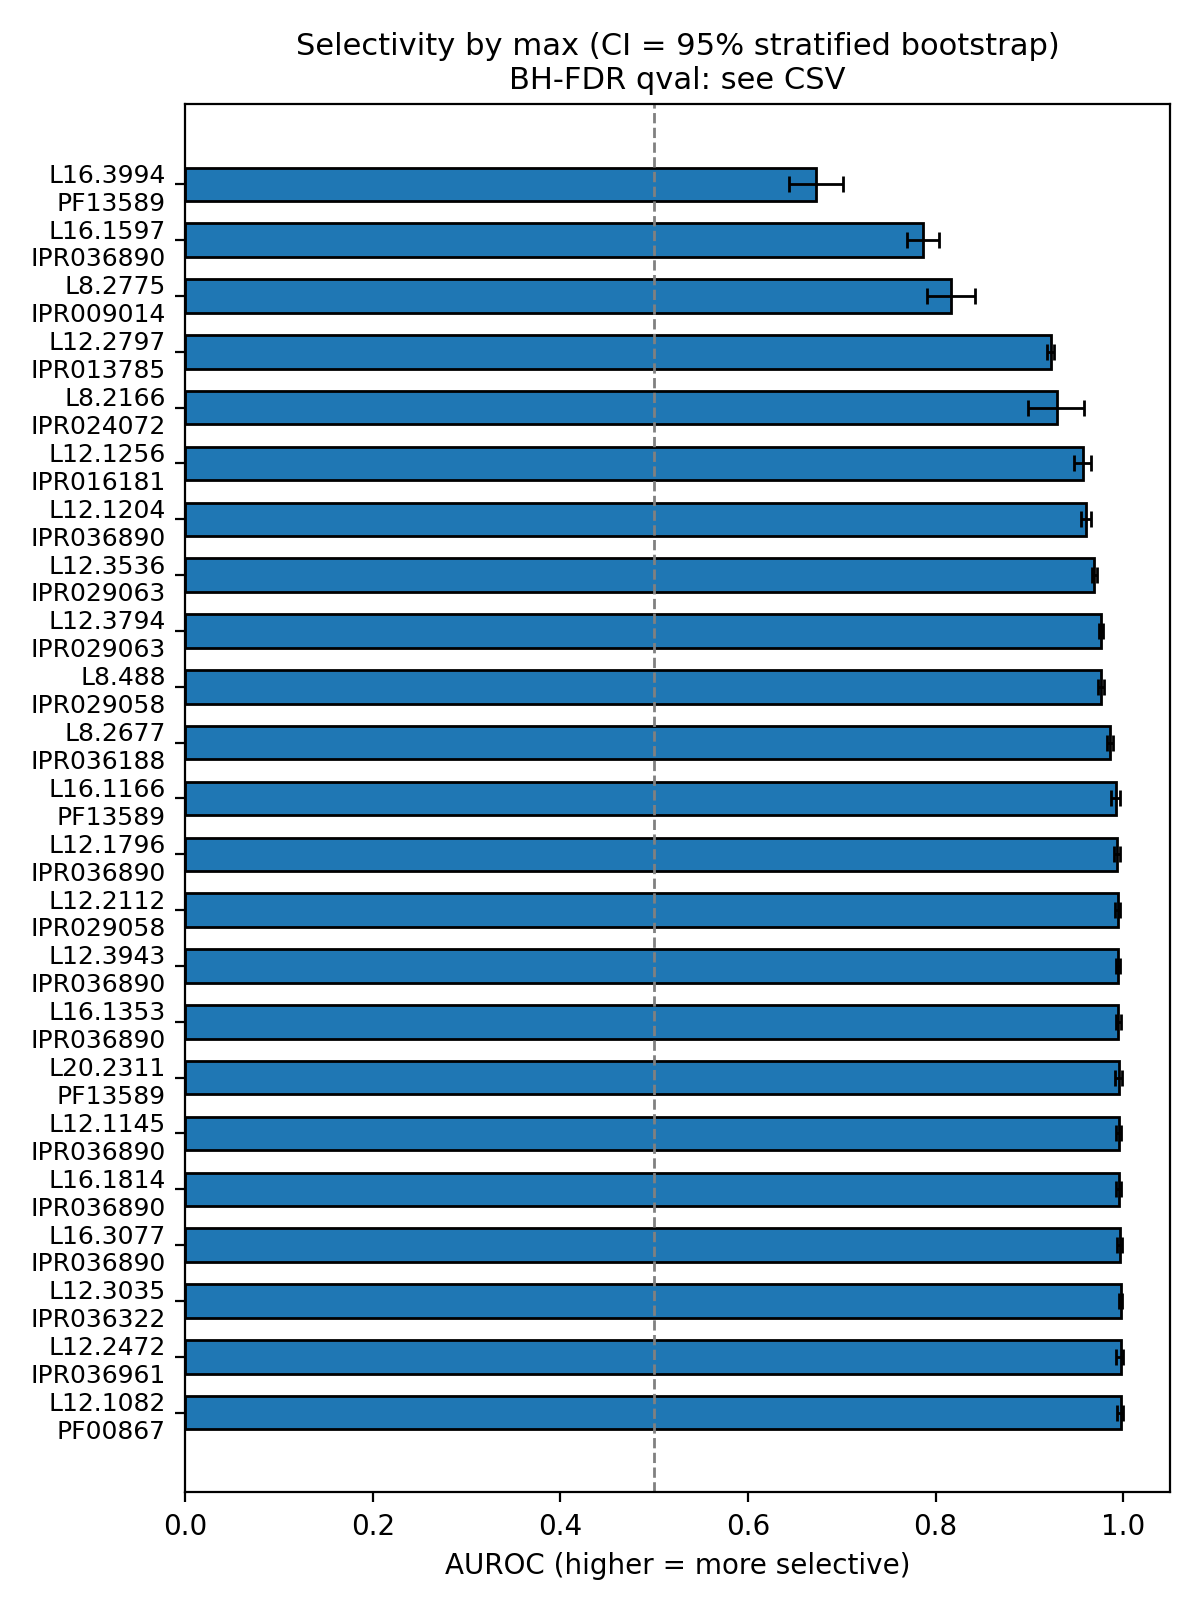 Selectivity by max (CI = 95% stratified bootstrap)
BH-FDR qval: see CSV
L16.3994
PF13589
L16.1597
IPR036890
L8.2775
IPR009014
L12.2797
IPR013785
L8.2166
IPR024072
L12.1256
IPR016181
L12.1204
IPR036890
L12.3536
IPR029063
L12.3794
IPR029063
L8.488
IPR029058
L8.2677
IPR036188
L16.1166
PF13589
L12.1796
IPR036890
L12.2112
IPR029058
L12.3943
IPR036890
L16.1353
IPR036890
L20.2311
PF13589
L12.1145
IPR036890
L16.1814
IPR036890
L16.3077
IPR036890
L12.3035
IPR036322
L12.2472
IPR036961
L12.1082
PF00867
0.0 0.2 0.4 0.6 0.8 1.0
AUROC (higher = more selective)